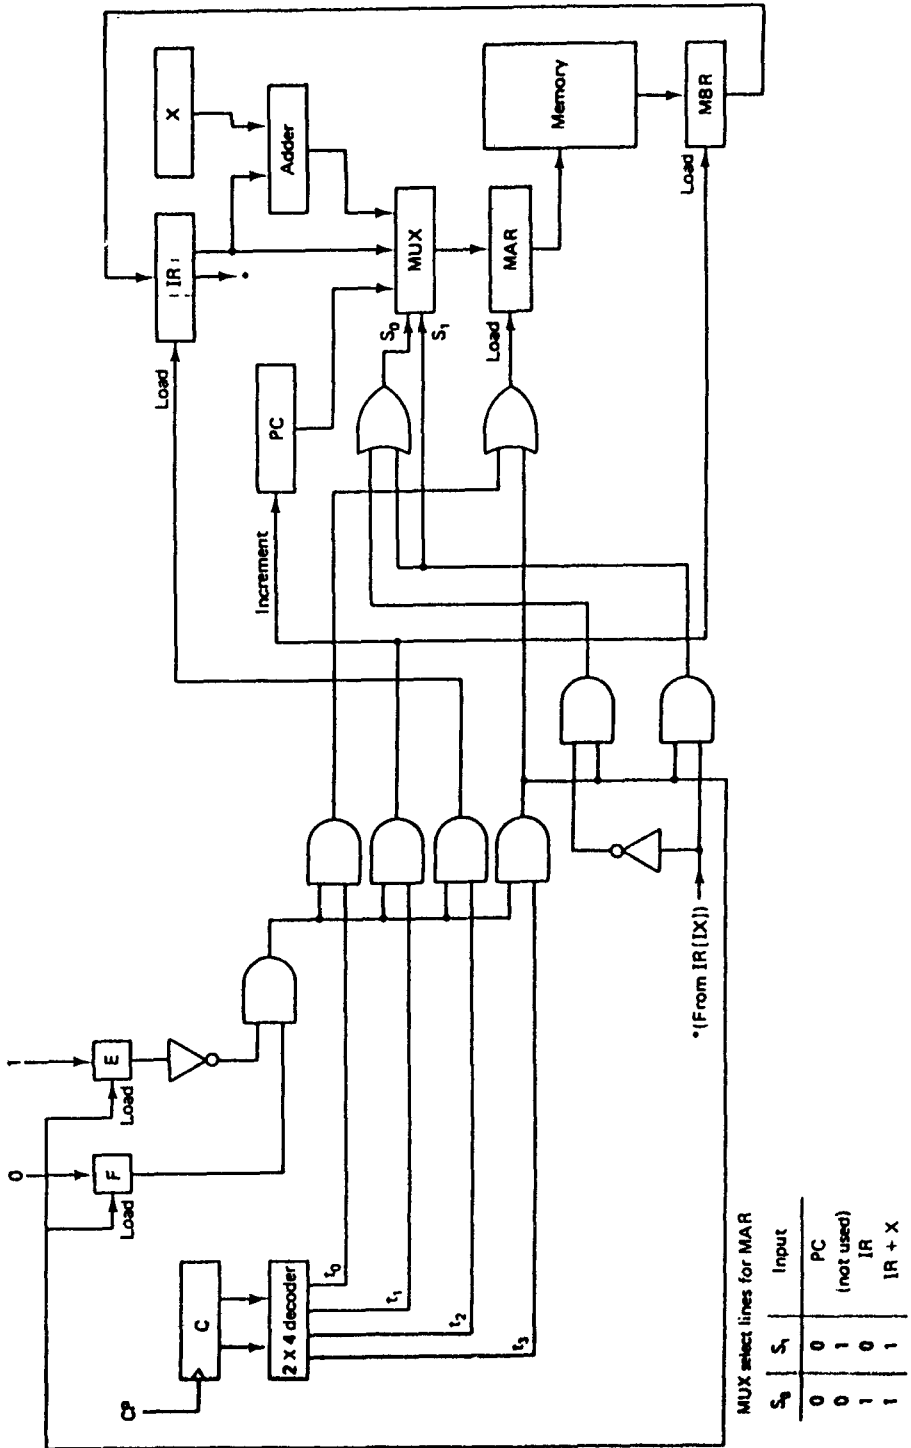 CP
C
2 X 4 decoder
t0
t1
t2
t3
0
Load
F
1
Load
E
*(From IR[IX])
Increment
Load
PC
IR
X
Adder
S0
S1
MUX
Load
MAR
Memory
Load
MBR
*
MUX select lines for MAR
S0 S1 Input
0 0 PC
0 1 (not used)
1 0 IR
1 1 IR + X